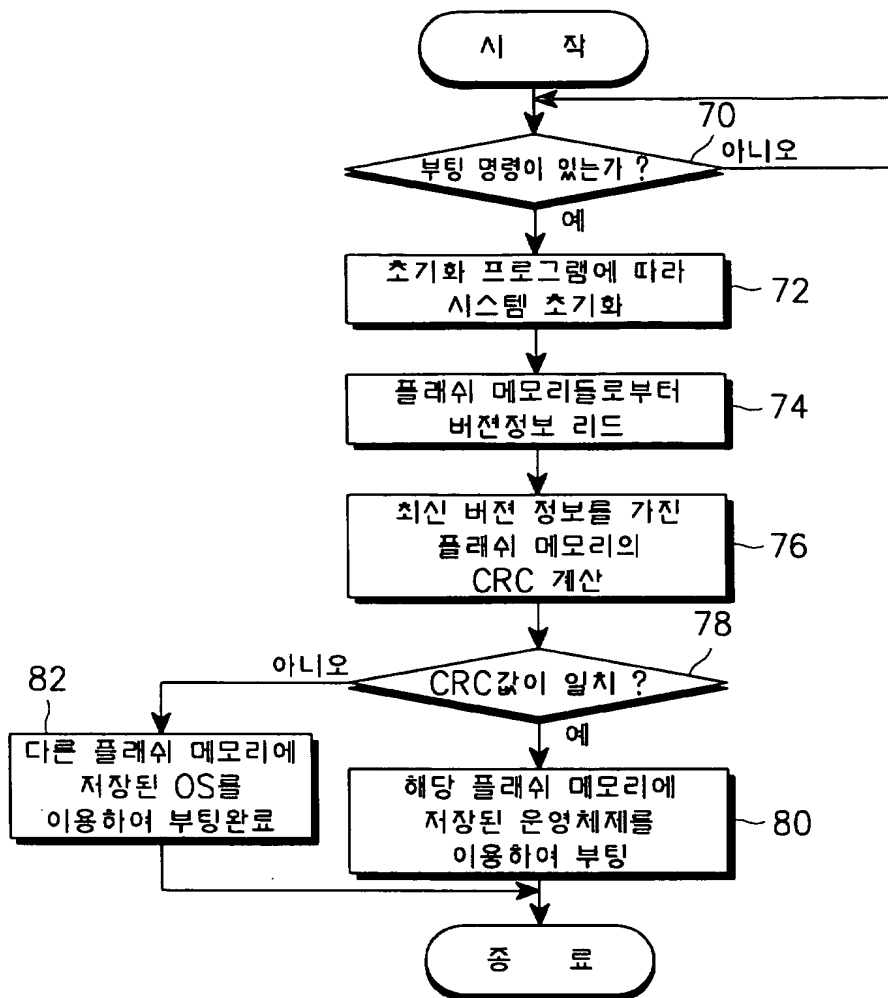 시 작
70
부팅 명령이 있는가 ?
아니오
예
초기화 프로그램에 따라
시스템 초기화
72
플래쉬 메모리들로부터
버젼정보 리드
74
최신 버젼 정보를 가진
플래쉬 메모리의
CRC 계산
76
78
CRC값이 일치 ?
아니오
예
82
다른 플래쉬 메모리에
저장된 OS를
이용하여 부팅완료
해당 플래쉬 메모리에
저장된 운영체제를
이용하여 부팅
80
종 료